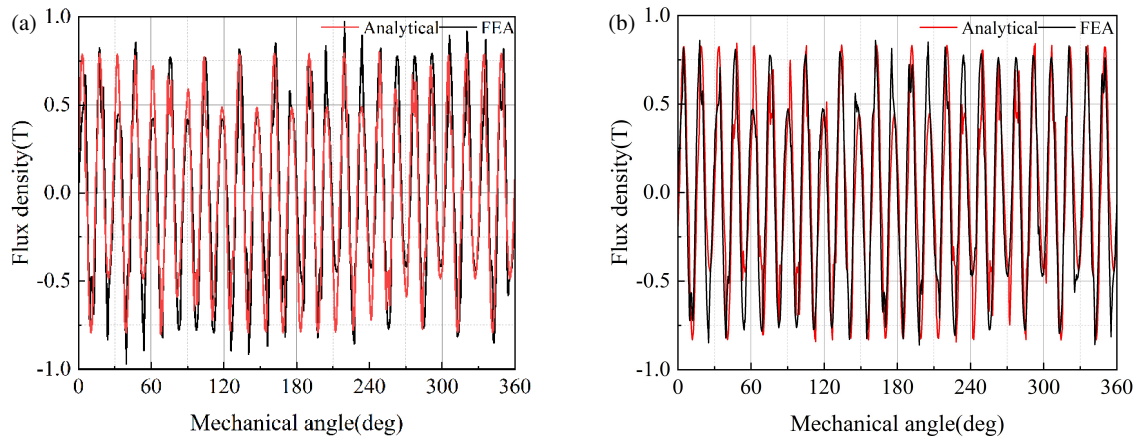 (a)
Analytical FEA
1.0
0.5
0.0
-0.5
-1.0
Flux density(T)
0 60 120 180 240 300 360
Mechanical angle(deg)
(b)
Analytical FEA
1.0
0.5
0.0
-0.5
-1.0
Flux density(T)
0 60 120 180 240 300 360
Mechanical angle(deg)